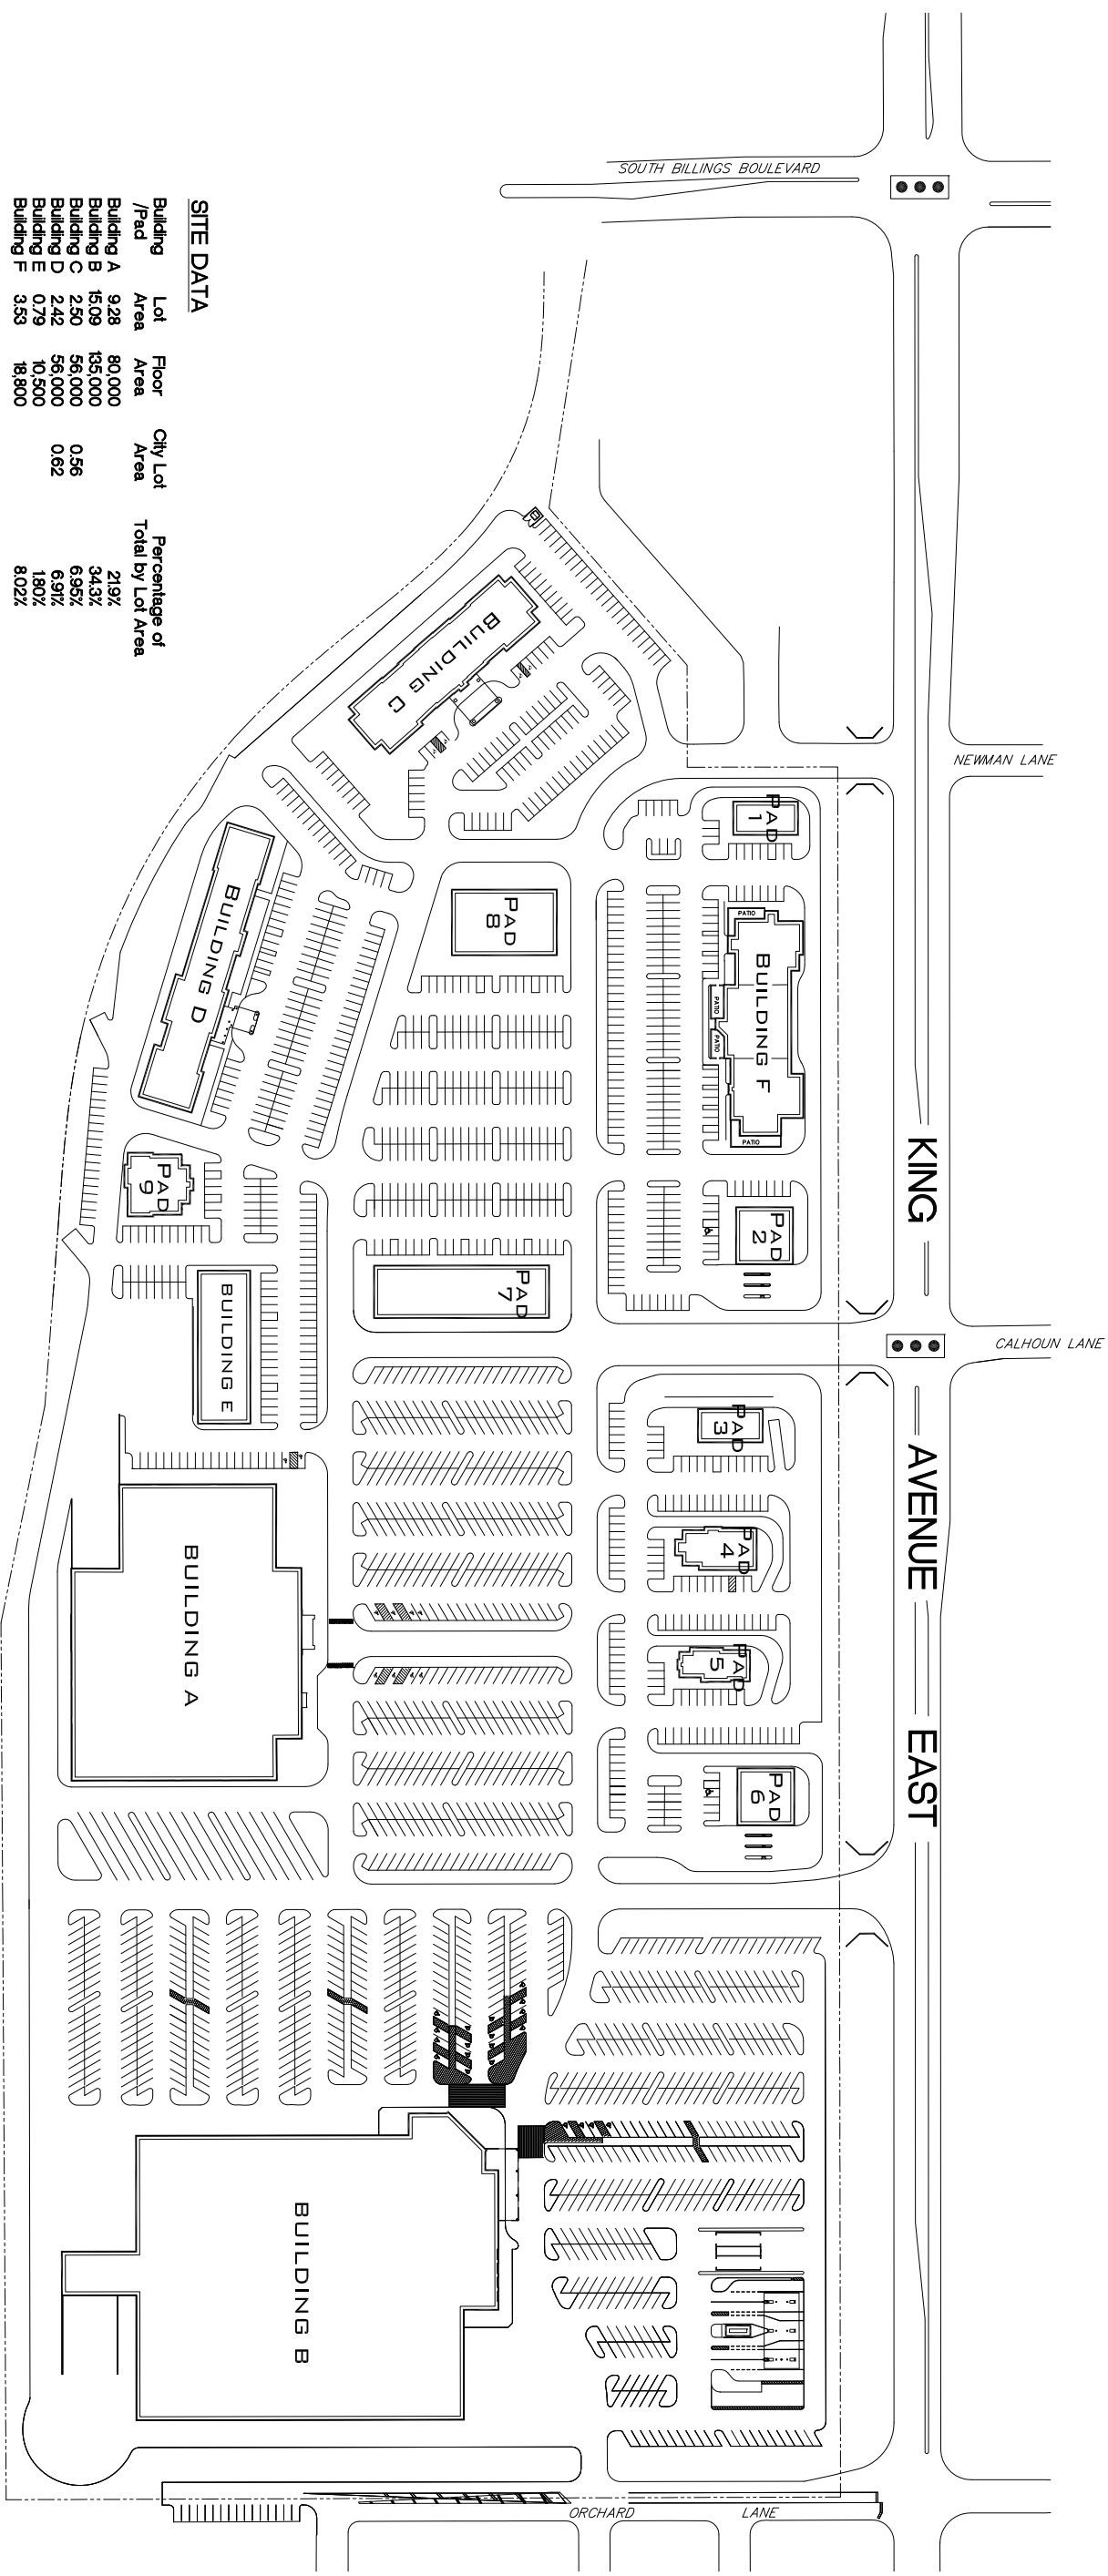 SOUTH BILLINGS BOULEVARD
NEWMAN LANE
CALHOUN LANE
KING AVENUE EAST
ORCHARD LANE
BUILDING C
BUILDING D
PAD
8
PAD
1
PATIO
BUILDING F
PATIO
PATIO
PATIO
PAD
2
PAD
9
BUILDING E
PAD
7
PAD
3
PAD
4
PAD
5
PAD
6
BUILDING A
BUILDING B
SITE DATA
Building Lot Floor City Lot Percentage of
/Pad Area Area Area Total by Lot Area
Building A 9.28 80,000 21.9%
Building B 15.09 135,000 34.3%
Building C 2.50 56,000 0.56 6.95%
Building D 2.42 56,000 0.62 6.91%
Building E 0.79 10,500 1.80%
Building F 3.53 18,800 8.02%